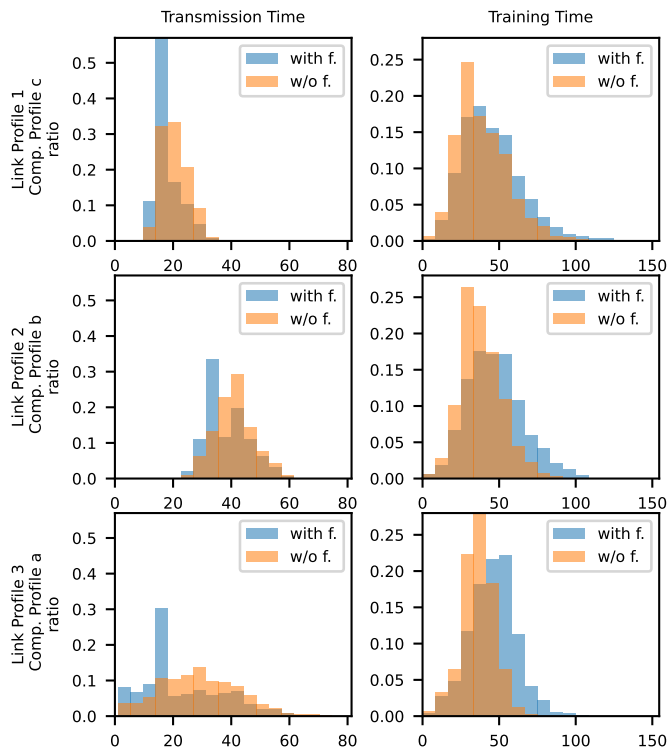 Transmission Time
Training Time
Link Profile 1
Comp. Profile c
ratio
0.5
0.4
0.3
0.2
0.1
0.0
with f.
w/o f.
0 20 40 60 80
0.25
0.20
0.15
0.10
0.05
0.00
with f.
w/o f.
0 50 100 150
Link Profile 2
Comp. Profile b
ratio
0.5
0.4
0.3
0.2
0.1
0.0
with f.
w/o f.
0 20 40 60 80
0.25
0.20
0.15
0.10
0.05
0.00
with f.
w/o f.
0 50 100 150
Link Profile 3
Comp. Profile a
ratio
0.5
0.4
0.3
0.2
0.1
0.0
with f.
w/o f.
0 20 40 60 80
0.25
0.20
0.15
0.10
0.05
0.00
with f.
w/o f.
0 50 100 150